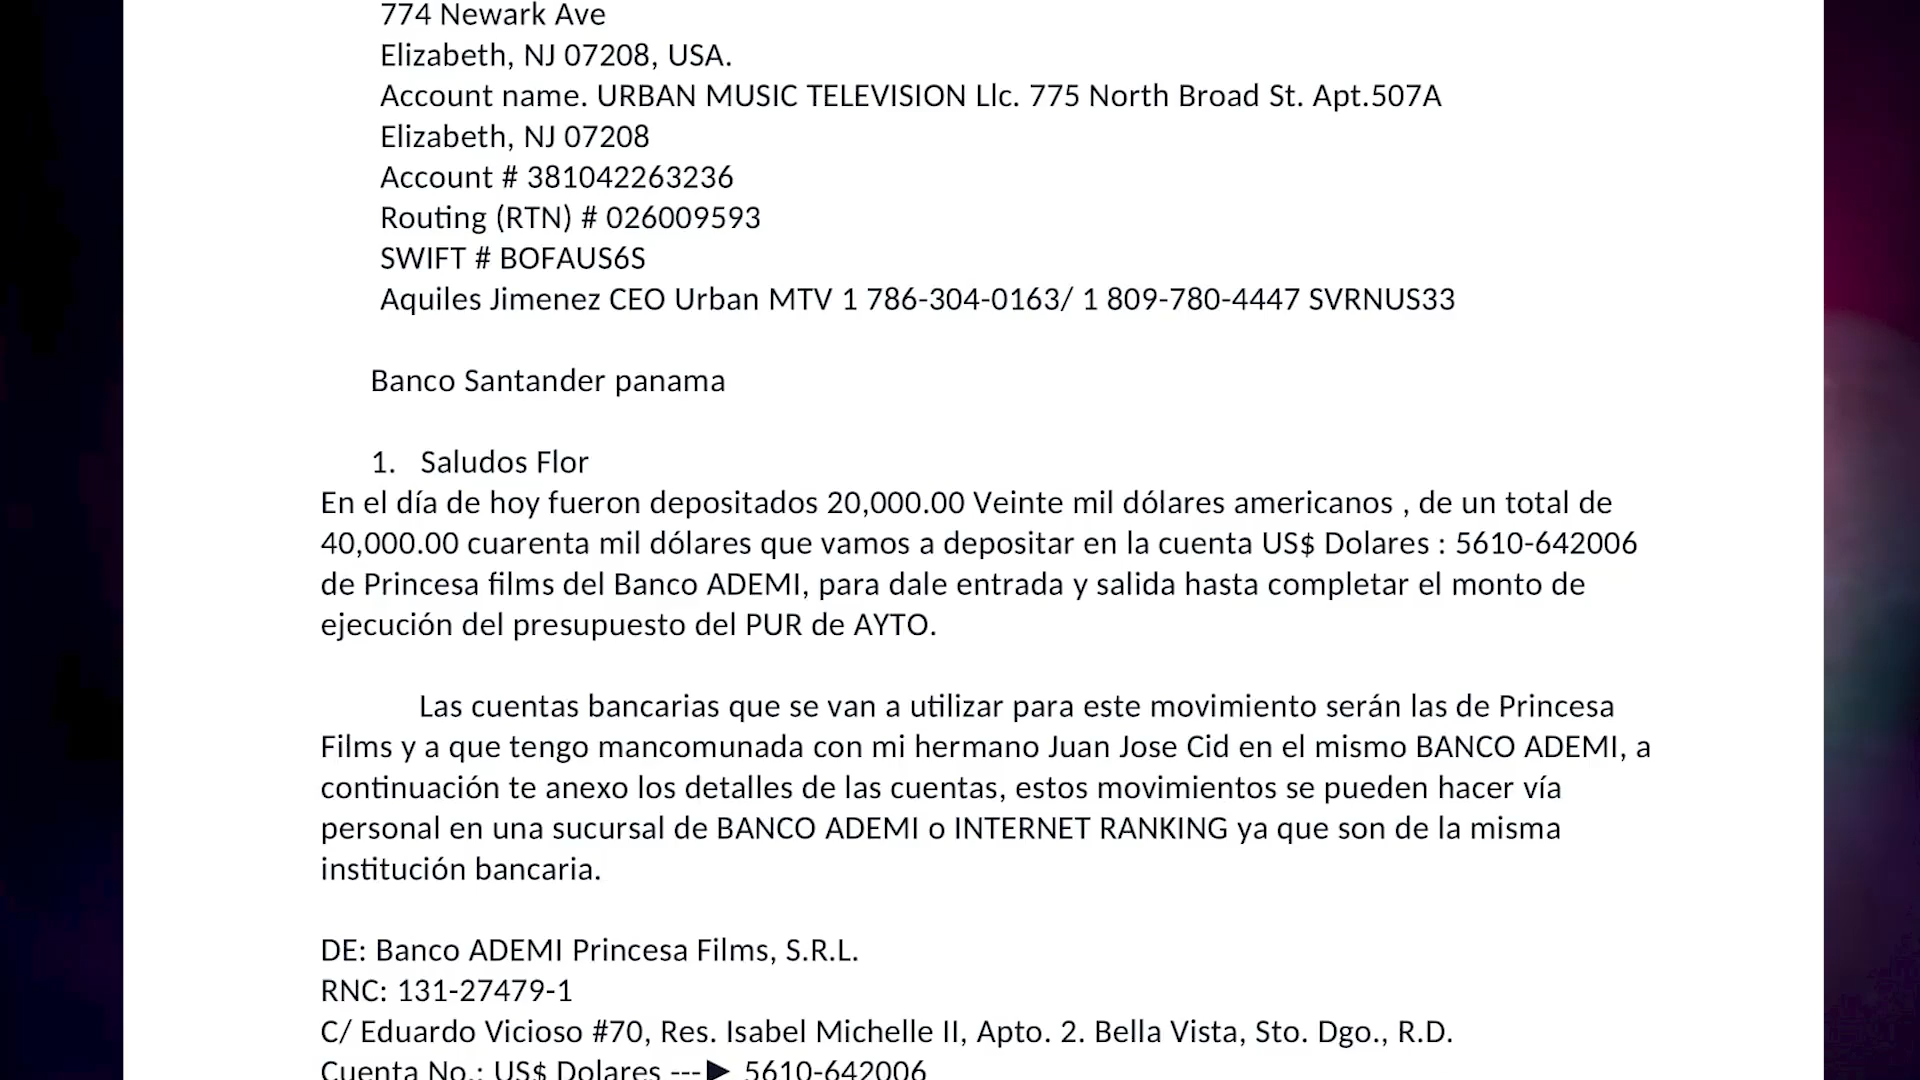 774 Newark Ave
Elizabeth, NJ 07208, USA.
Account name. URBAN MUSIC TELEVISION Llc. 775 North Broad St. Apt.507A
Elizabeth, NJ 07208
Account # 381042263236
Routing (RTN) # 026009593
SWIFT # BOFAUS6S
Aquiles Jimenez CEO Urban MTV 1 786-304-0163/ 1 809-780-4447 SVRNUS33
Banco Santander panama
1. Saludos Flor
En el día de hoy fueron depositados 20,000.00 Veinte mil dólares americanos , de un total de
40,000.00 cuarenta mil dólares que vamos a depositar en la cuenta US$ Dolares : 5610-642006
de Princesa films del Banco ADEMI, para dale entrada y salida hasta completar el monto de
ejecución del presupuesto del PUR de AYTO.
Las cuentas bancarias que se van a utilizar para este movimiento serán las de Princesa
Films y a que tengo mancomunada con mi hermano Juan Jose Cid en el mismo BANCO ADEMI, a
continuación te anexo los detalles de las cuentas, estos movimientos se pueden hacer vía
personal en una sucursal de BANCO ADEMI o INTERNET RANKING ya que son de la misma
institución bancaria.
DE: Banco ADEMI Princesa Films, S.R.L.
RNC: 131-27479-1
C/ Eduardo Vicioso #70, Res. Isabel Michelle II, Apto. 2. Bella Vista, Sto. Dgo., R.D.
Cuenta No.: US$ Dolares ---► 5610-642006